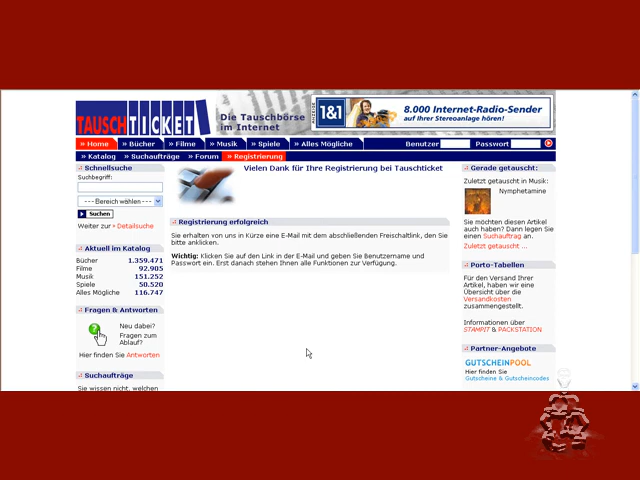 TAUSCHTICKET
Die Tauschbörse
im Internet
ANZEIGE
1&1
8.000 Internet-Radio-Sender
auf Ihrer Stereoanlage hören!
» Home
» Bücher
» Filme
» Musik
» Spiele
» Alles Mögliche
Benutzer
Passwort
» Katalog
» Suchaufträge
» Forum
» Registrierung
Schnellsuche
Suchbegriff:
- - - Bereich wählen - - -
Suchen
Weiter zur > Detailsuche
Aktuell im Katalog
Bücher 1.359.471
Filme 92.905
Musik 151.252
Spiele 50.520
Alles Mögliche 116.747
Fragen & Antworten
?
Neu dabei?
Fragen zum
Ablauf?
Hier finden Sie Antworten
Suchaufträge
Sie wissen nicht, welchen
Vielen Dank für Ihre Registrierung bei Tauschticket
Registrierung erfolgreich
Sie erhalten von uns in Kürze eine E-Mail mit dem abschließenden Freischaltlink, den Sie
bitte anklicken.
Wichtig: Klicken Sie auf den Link in der E-Mail und geben Sie Benutzername und
Passwort ein. Erst danach stehen Ihnen alle Funktionen zur Verfügung.
Gerade getauscht:
Zuletzt getauscht in Musik:
Nymphetamine
Sie möchten diesen Artikel
auch haben? Dann legen Sie
einen Suchauftrag an.
Zuletzt getauscht ...
Porto-Tabellen
Für den Versand Ihrer
Artikel, haben wir eine
Übersicht über die
Versandkosten
zusammengestellt.
Informationen über
STAMPIT & PACKSTATION
Partner-Angebote
GUTSCHEINPOOL
Hier finden Sie
Gutscheine & Gutscheincodes